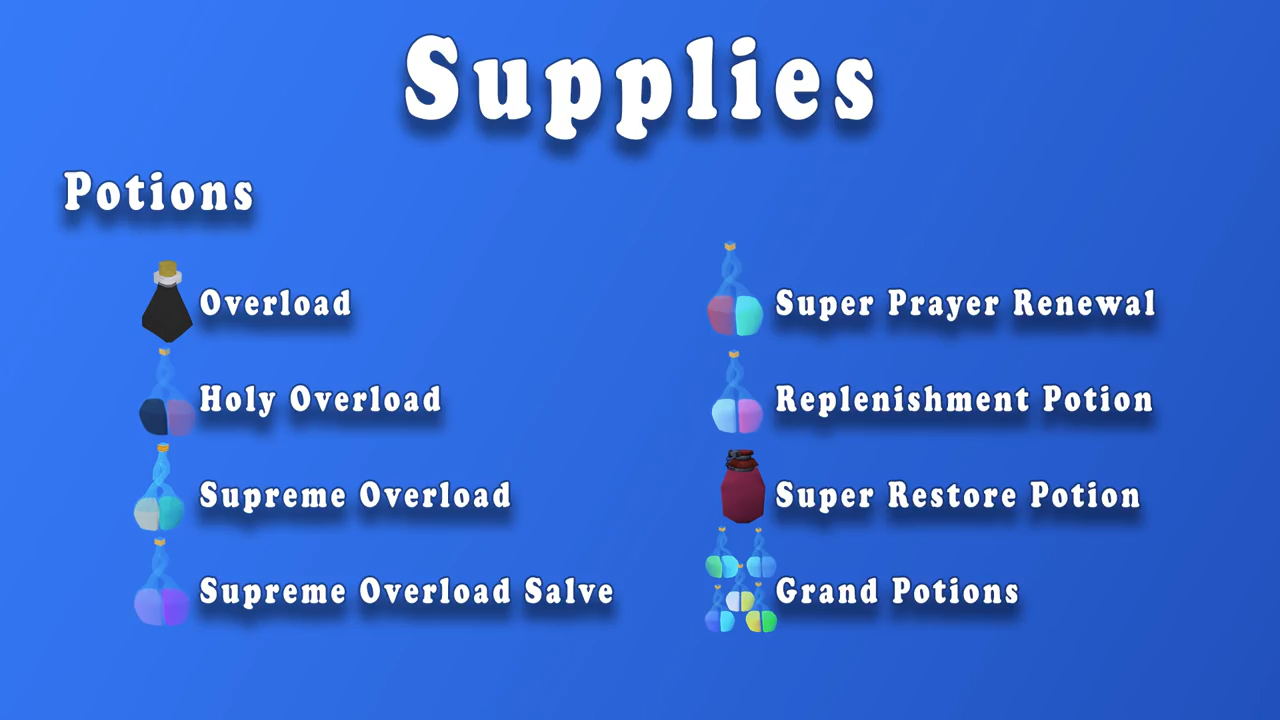 Supplies
Potions
Overload
Holy Overload
Supreme Overload
Supreme Overload Salve
Super Prayer Renewal
Replenishment Potion
Super Restore Potion
Grand Potions